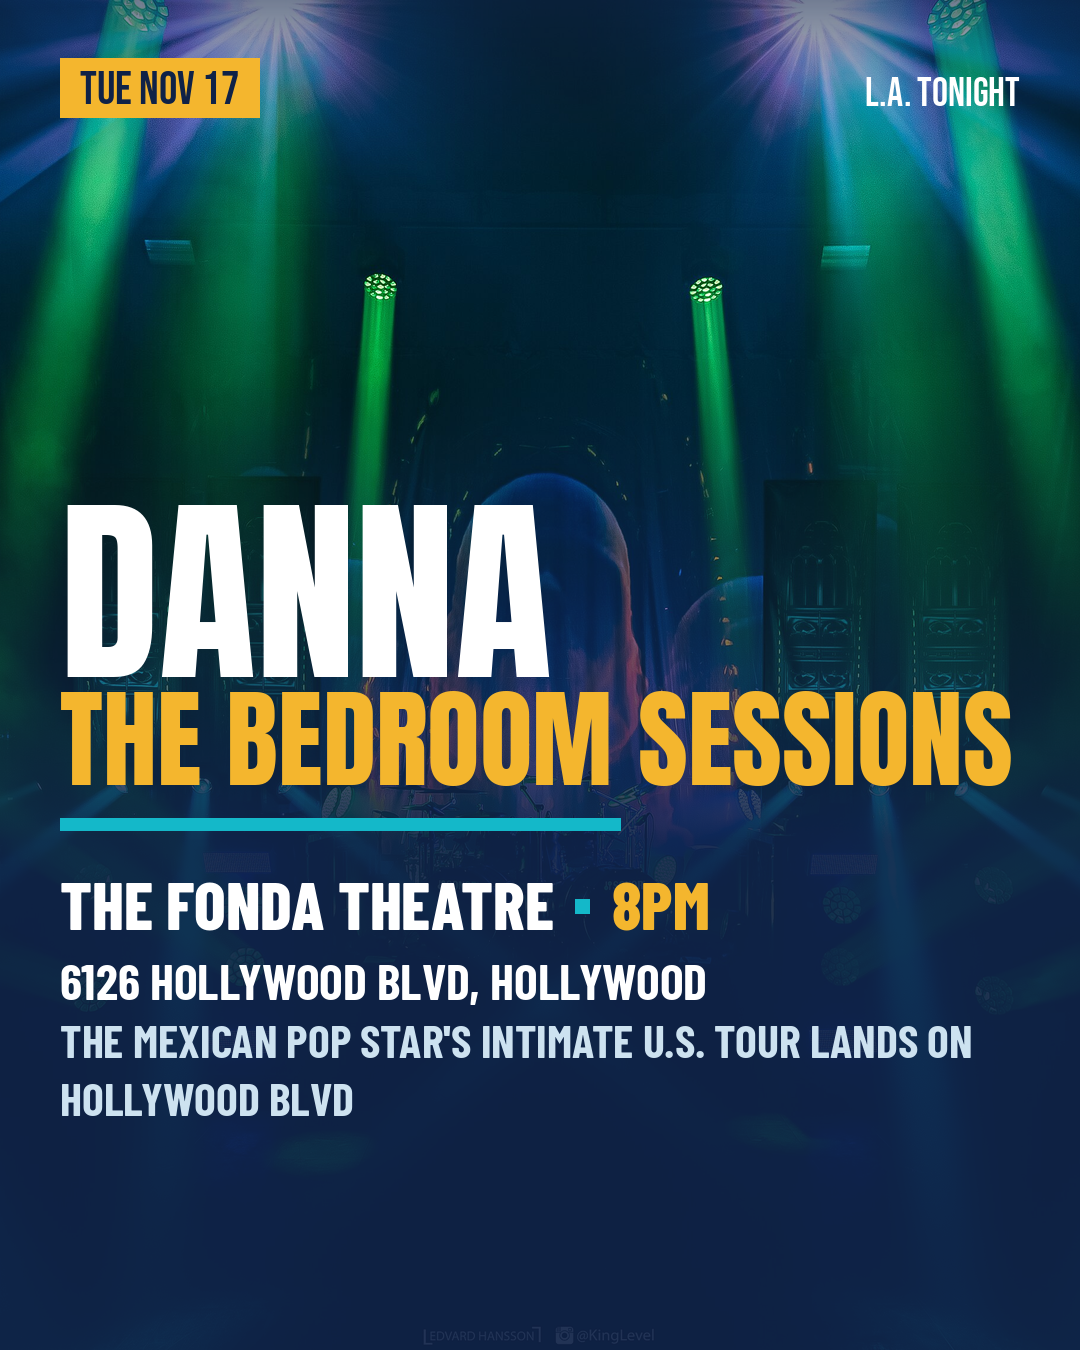 TUE NOV 17
L.A. TONIGHT
DANNA
THE BEDROOM SESSIONS
THE FONDA THEATRE ▪ 8PM
6126 HOLLYWOOD BLVD, HOLLYWOOD
THE MEXICAN POP STAR'S INTIMATE U.S. TOUR LANDS ON
HOLLYWOOD BLVD
[EDVARD HANSSON] @KingLevel